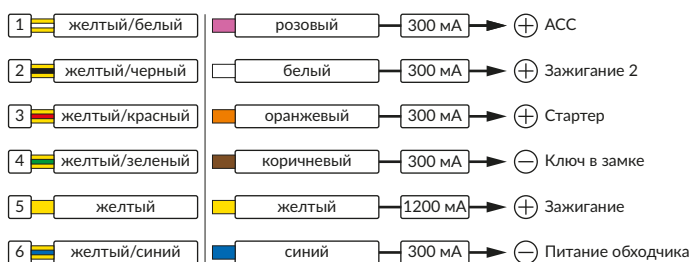 1 желтый/белый розовый 300 мА + АСС
2 желтый/черный белый 300 мА + Зажигание 2
3 желтый/красный оранжевый 300 мА + Стартер
4 желтый/зеленый коричневый 300 мА − Ключ в замке
5 желтый желтый 1200 мА + Зажигание
6 желтый/синий синий 300 мА − Питание обходчика